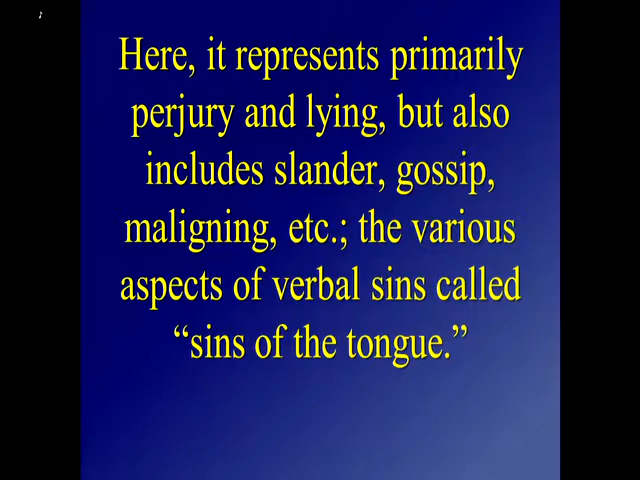 Here, it represents primarily
perjury and lying, but also
includes slander, gossip,
maligning, etc.; the various
aspects of verbal sins called
“sins of the tongue.”